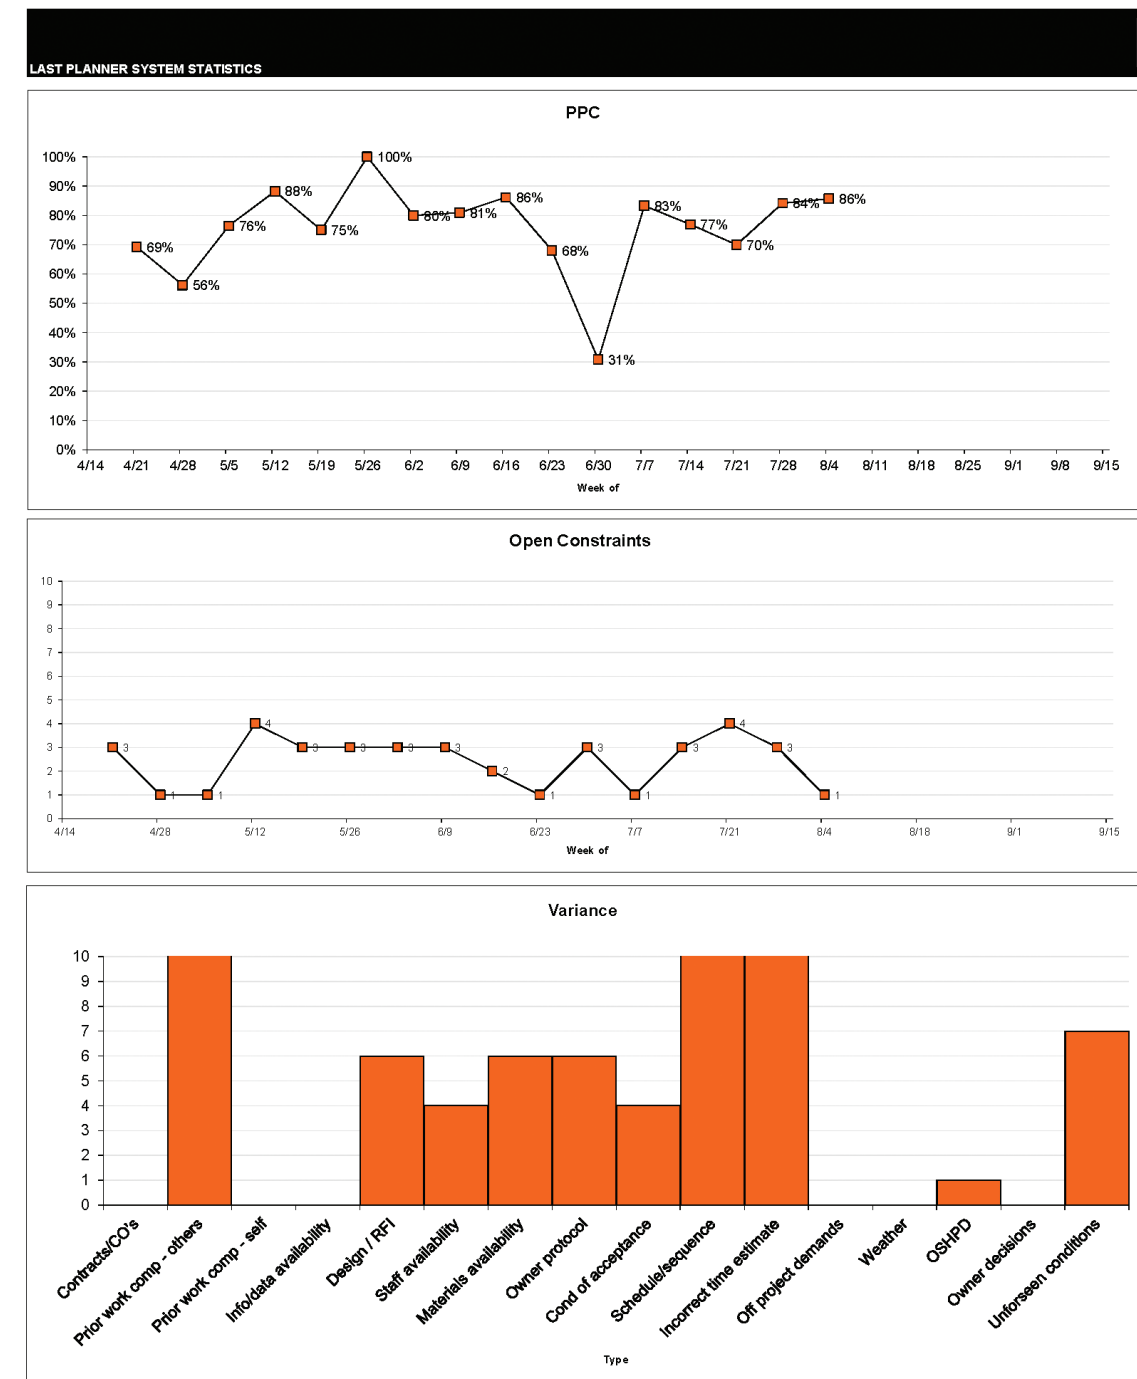 LAST PLANNER SYSTEM STATISTICS
PPC
100%
90%
80%
70%
60%
50%
40%
30%
20%
10%
0%
69%
56%
76%
88%
75%
100%
80%
81%
86%
68%
31%
83%
77%
70%
84%
86%
4/14 4/21 4/28 5/5 5/12 5/19 5/26 6/2 6/9 6/16 6/23 6/30 7/7 7/14 7/21 7/28 8/4 8/11 8/18 8/25 9/1 9/8 9/15
Week of
Open Constraints
10
9
8
7
6
5
4
3
2
1
0
3
1
1
4
3
3
3
3
2
1
3
1
3
4
3
1
4/14 4/28 5/12 5/26 6/9 6/23 7/7 7/21 8/4 8/18 9/1 9/15
Week of
Variance
10
9
8
7
6
5
4
3
2
1
0
Contracts/CO's
Prior work comp - others
Prior work comp - self
Info/data availability
Design / RFI
Staff availability
Materials availability
Owner protocol
Cond of acceptance
Schedule/sequence
Incorrect time estimate
Off project demands
Weather
OSHPD
Owner decisions
Unforseen conditions
Type